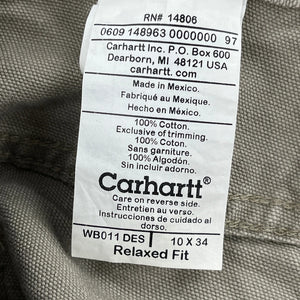 RN# 14806
0609 148963 0000000 97
Carhartt Inc. P.O. Box 600
Dearborn, MI 48121 USA
carhartt. com
Made in Mexico.
Fabriqué au Mexique.
Hecho en México.
100% Cotton.
Exclusive of trimming.
100% Coton.
Sans garniture.
100% Algodón.
Sin incluir adorno.
Carhartt®
Care on reverse side.
Entretien au verso.
Instrucciones de cuidado al
dorso.
WB011 DES 10 X 34
Relaxed Fit